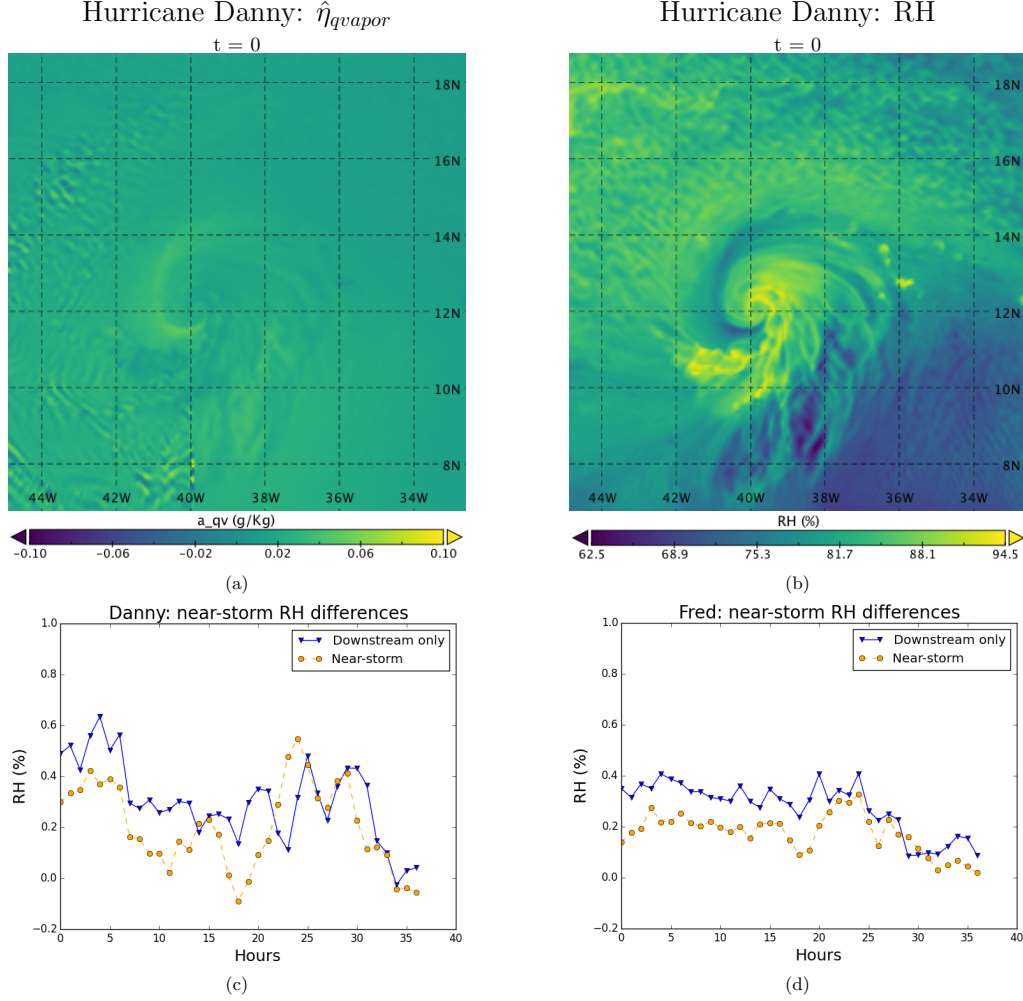 Hurricane Danny: η̂_qvapor
t = 0
18N
16N
14N
12N
10N
8N
44W 42W 40W 38W 36W 34W
a_qv (g/Kg)
−0.10 −0.06 −0.02 0.02 0.06 0.10
(a)
Hurricane Danny: RH
t = 0
18N
16N
14N
12N
10N
8N
44W 42W 40W 38W 36W 34W
RH (%)
62.5 68.9 75.3 81.7 88.1 94.5
(b)
Danny: near-storm RH differences
Downstream only
Near-storm
RH (%)
1.0
0.8
0.6
0.4
0.2
0.0
−0.2
0 5 10 15 20 25 30 35 40
Hours
(c)
Fred: near-storm RH differences
Downstream only
Near-storm
RH (%)
1.0
0.8
0.6
0.4
0.2
0.0
−0.2
0 5 10 15 20 25 30 35 40
Hours
(d)